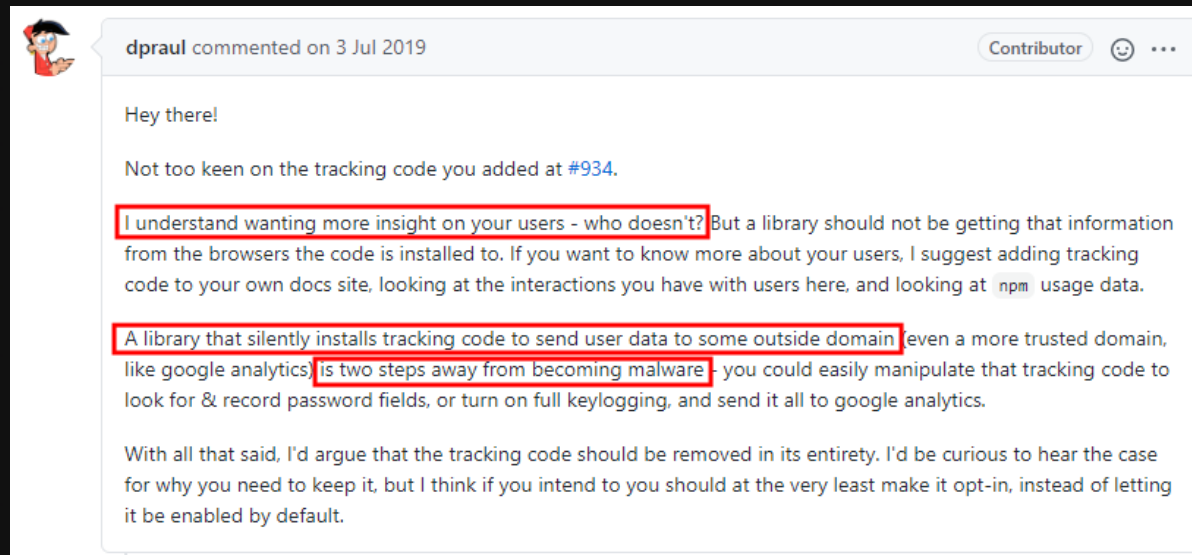 dpraul commented on 3 Jul 2019
Contributor
Hey there!
Not too keen on the tracking code you added at #934.
I understand wanting more insight on your users - who doesn't? But a library should not be getting that information
from the browsers the code is installed to. If you want to know more about your users, I suggest adding tracking
code to your own docs site, looking at the interactions you have with users here, and looking at npm usage data.
A library that silently installs tracking code to send user data to some outside domain (even a more trusted domain,
like google analytics) is two steps away from becoming malware - you could easily manipulate that tracking code to
look for & record password fields, or turn on full keylogging, and send it all to google analytics.
With all that said, I'd argue that the tracking code should be removed in its entirety. I'd be curious to hear the case
for why you need to keep it, but I think if you intend to you should at the very least make it opt-in, instead of letting
it be enabled by default.